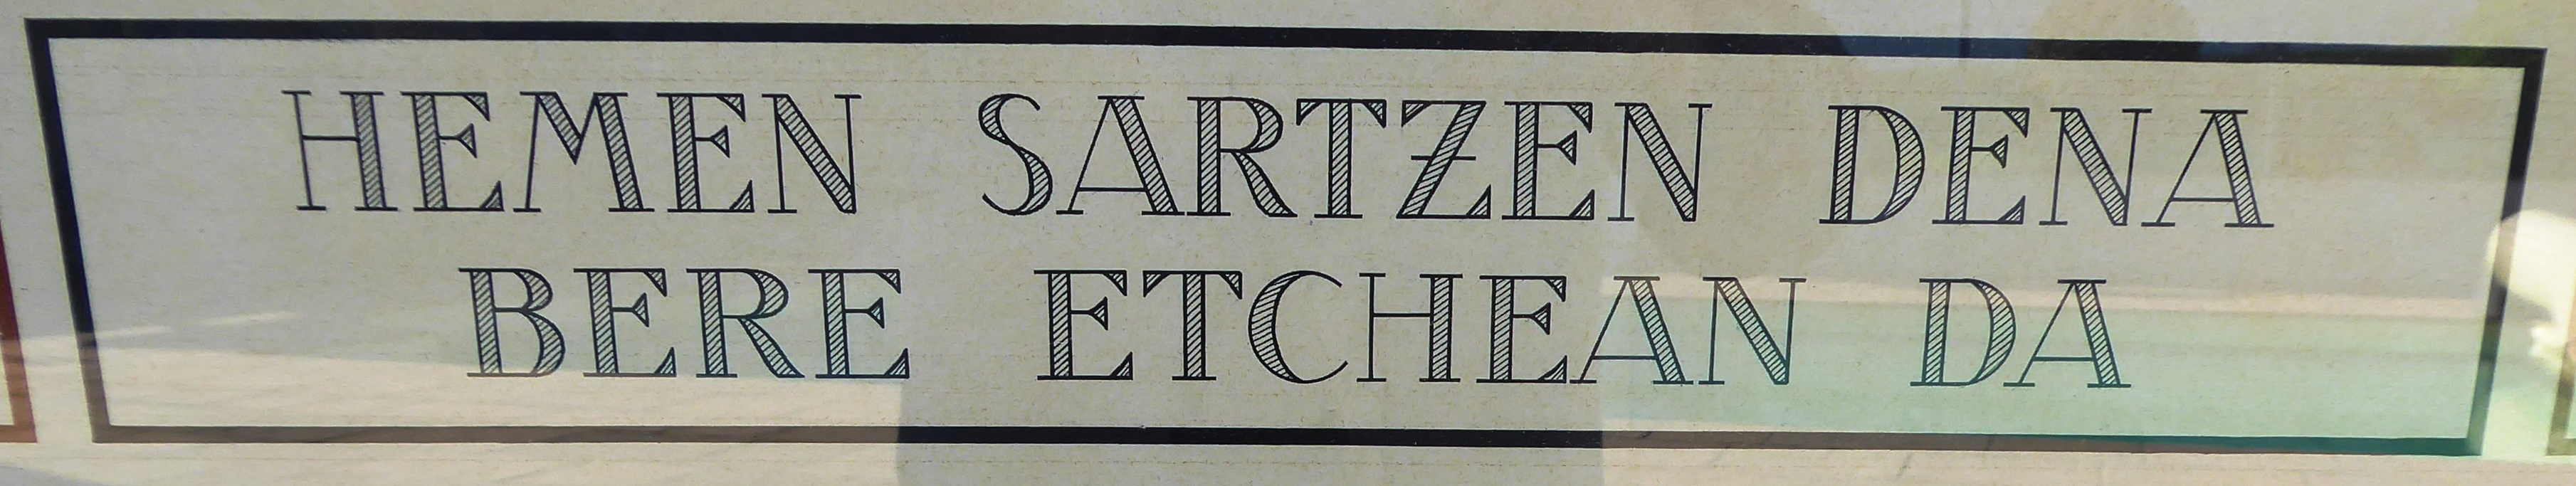 HEMEN SARTZEN DENA
BERE ETCHEAN DA